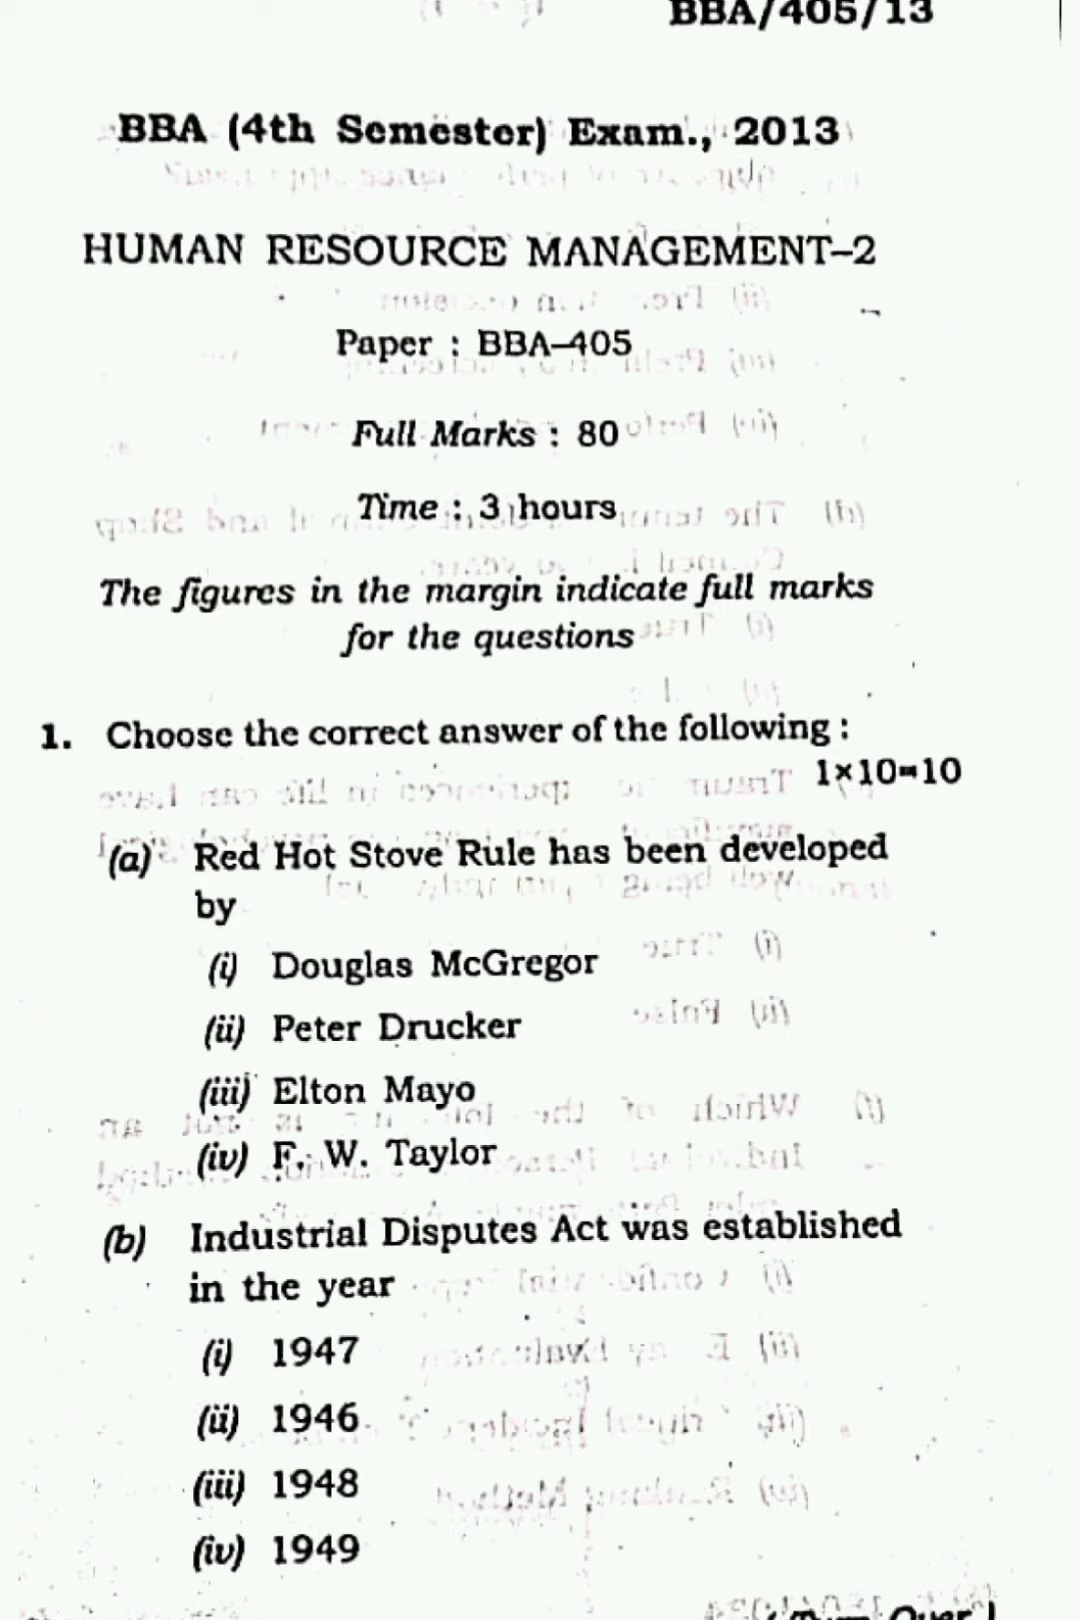 BBA/405/13
BBA (4th Semester) Exam., 2013
HUMAN RESOURCE MANAGEMENT–2
Paper : BBA–405
Full Marks : 80
Time : 3 hours
The figures in the margin indicate full marks
for the questions
1. Choose the correct answer of the following :
1×10=10
(a) Red Hot Stove Rule has been developed
by
(i) Douglas McGregor
(ii) Peter Drucker
(iii) Elton Mayo
(iv) F. W. Taylor
(b) Industrial Disputes Act was established
in the year
(i) 1947
(ii) 1946
(iii) 1948
(iv) 1949
( Turn Over )